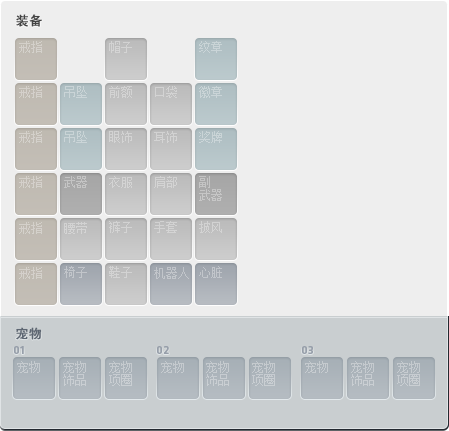 装备
戒指 帽子 纹章
戒指 吊坠 前额 口袋 徽章
戒指 吊坠 眼饰 耳饰 奖牌
戒指 武器 衣服 肩部 副
武器
戒指 腰带 裤子 手套 披风
戒指 椅子 鞋子 机器人 心脏
宠物
01 02 03
宠物 宠物 宠物 宠物 宠物 宠物 宠物 宠物 宠物
饰品 项圈 饰品 项圈 饰品 项圈